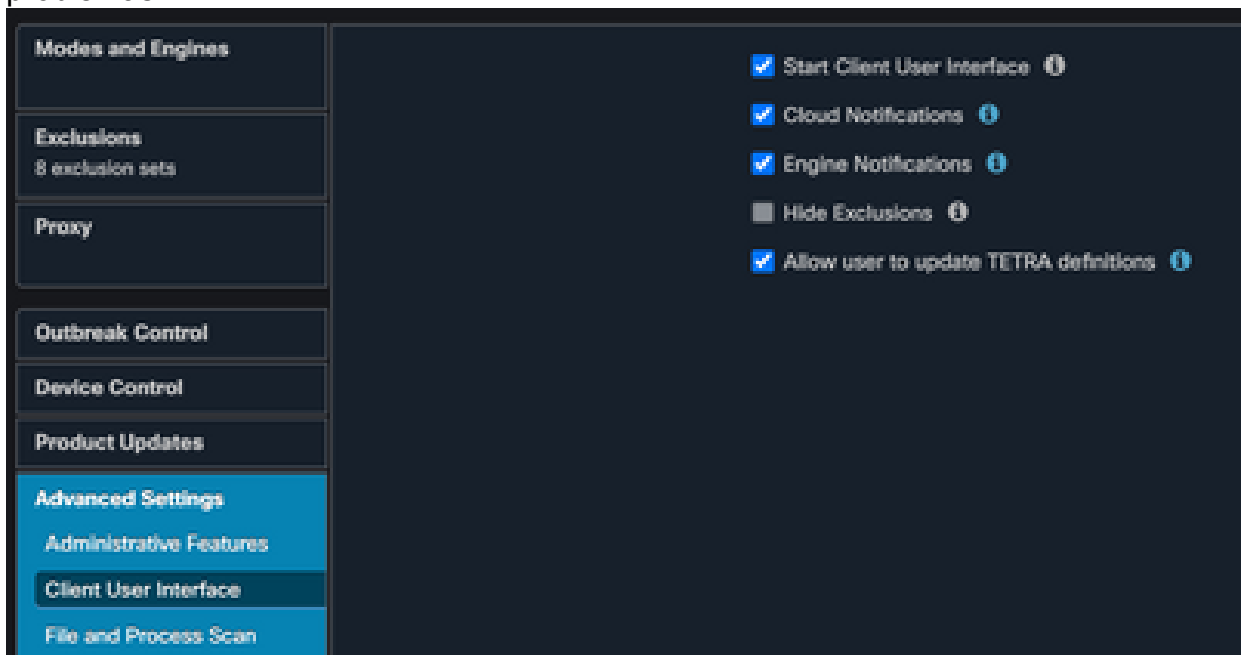 Modes and Engines
Exclusions
8 exclusion sets
Proxy
Outbreak Control
Device Control
Product Updates
Advanced Settings
Administrative Features
Client User Interface
File and Process Scan
Start Client User Interface
Cloud Notifications
Engine Notifications
Hide Exclusions
Allow user to update TETRA definitions